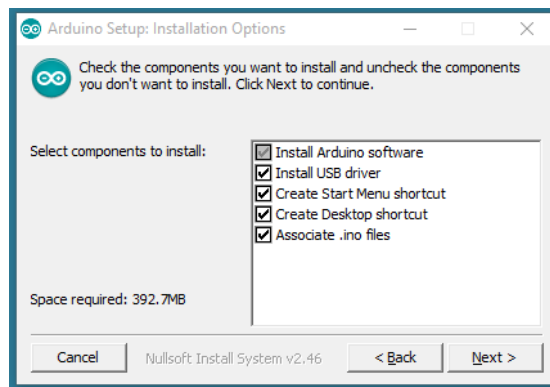 Arduino Setup: Installation Options
Check the components you want to install and uncheck the components
you don't want to install. Click Next to continue.
Select components to install:
Install Arduino software
Install USB driver
Create Start Menu shortcut
Create Desktop shortcut
Associate .ino files
Space required: 392.7MB
Cancel
Nullsoft Install System v2.46
< Back
Next >